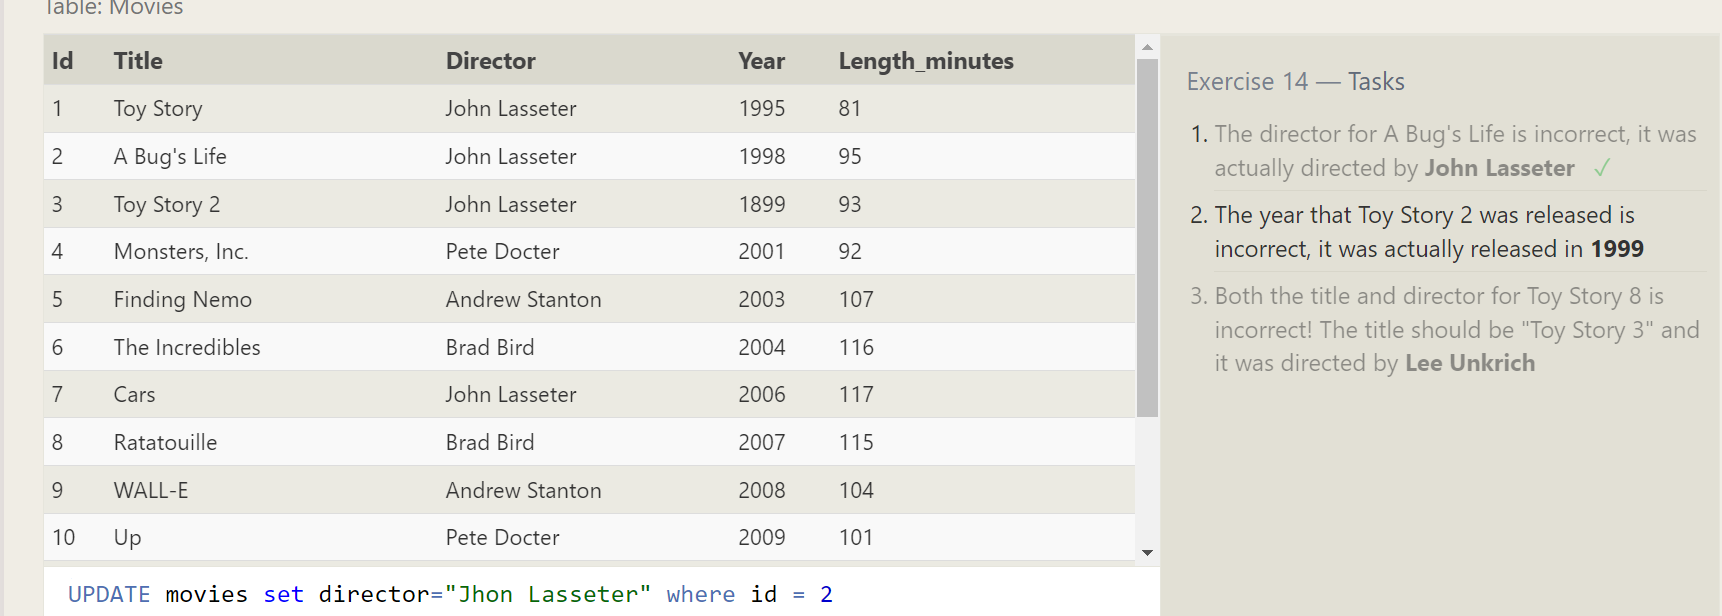 Table: Movies
Id Title Director Year Length_minutes
1 Toy Story John Lasseter 1995 81
2 A Bug's Life John Lasseter 1998 95
3 Toy Story 2 John Lasseter 1899 93
4 Monsters, Inc. Pete Docter 2001 92
5 Finding Nemo Andrew Stanton 2003 107
6 The Incredibles Brad Bird 2004 116
7 Cars John Lasseter 2006 117
8 Ratatouille Brad Bird 2007 115
9 WALL-E Andrew Stanton 2008 104
10 Up Pete Docter 2009 101
UPDATE movies set director="Jhon Lasseter" where id = 2
Exercise 14 — Tasks
1. The director for A Bug's Life is incorrect, it was
actually directed by John Lasseter ✓
2. The year that Toy Story 2 was released is
incorrect, it was actually released in 1999
3. Both the title and director for Toy Story 8 is
incorrect! The title should be "Toy Story 3" and
it was directed by Lee Unkrich